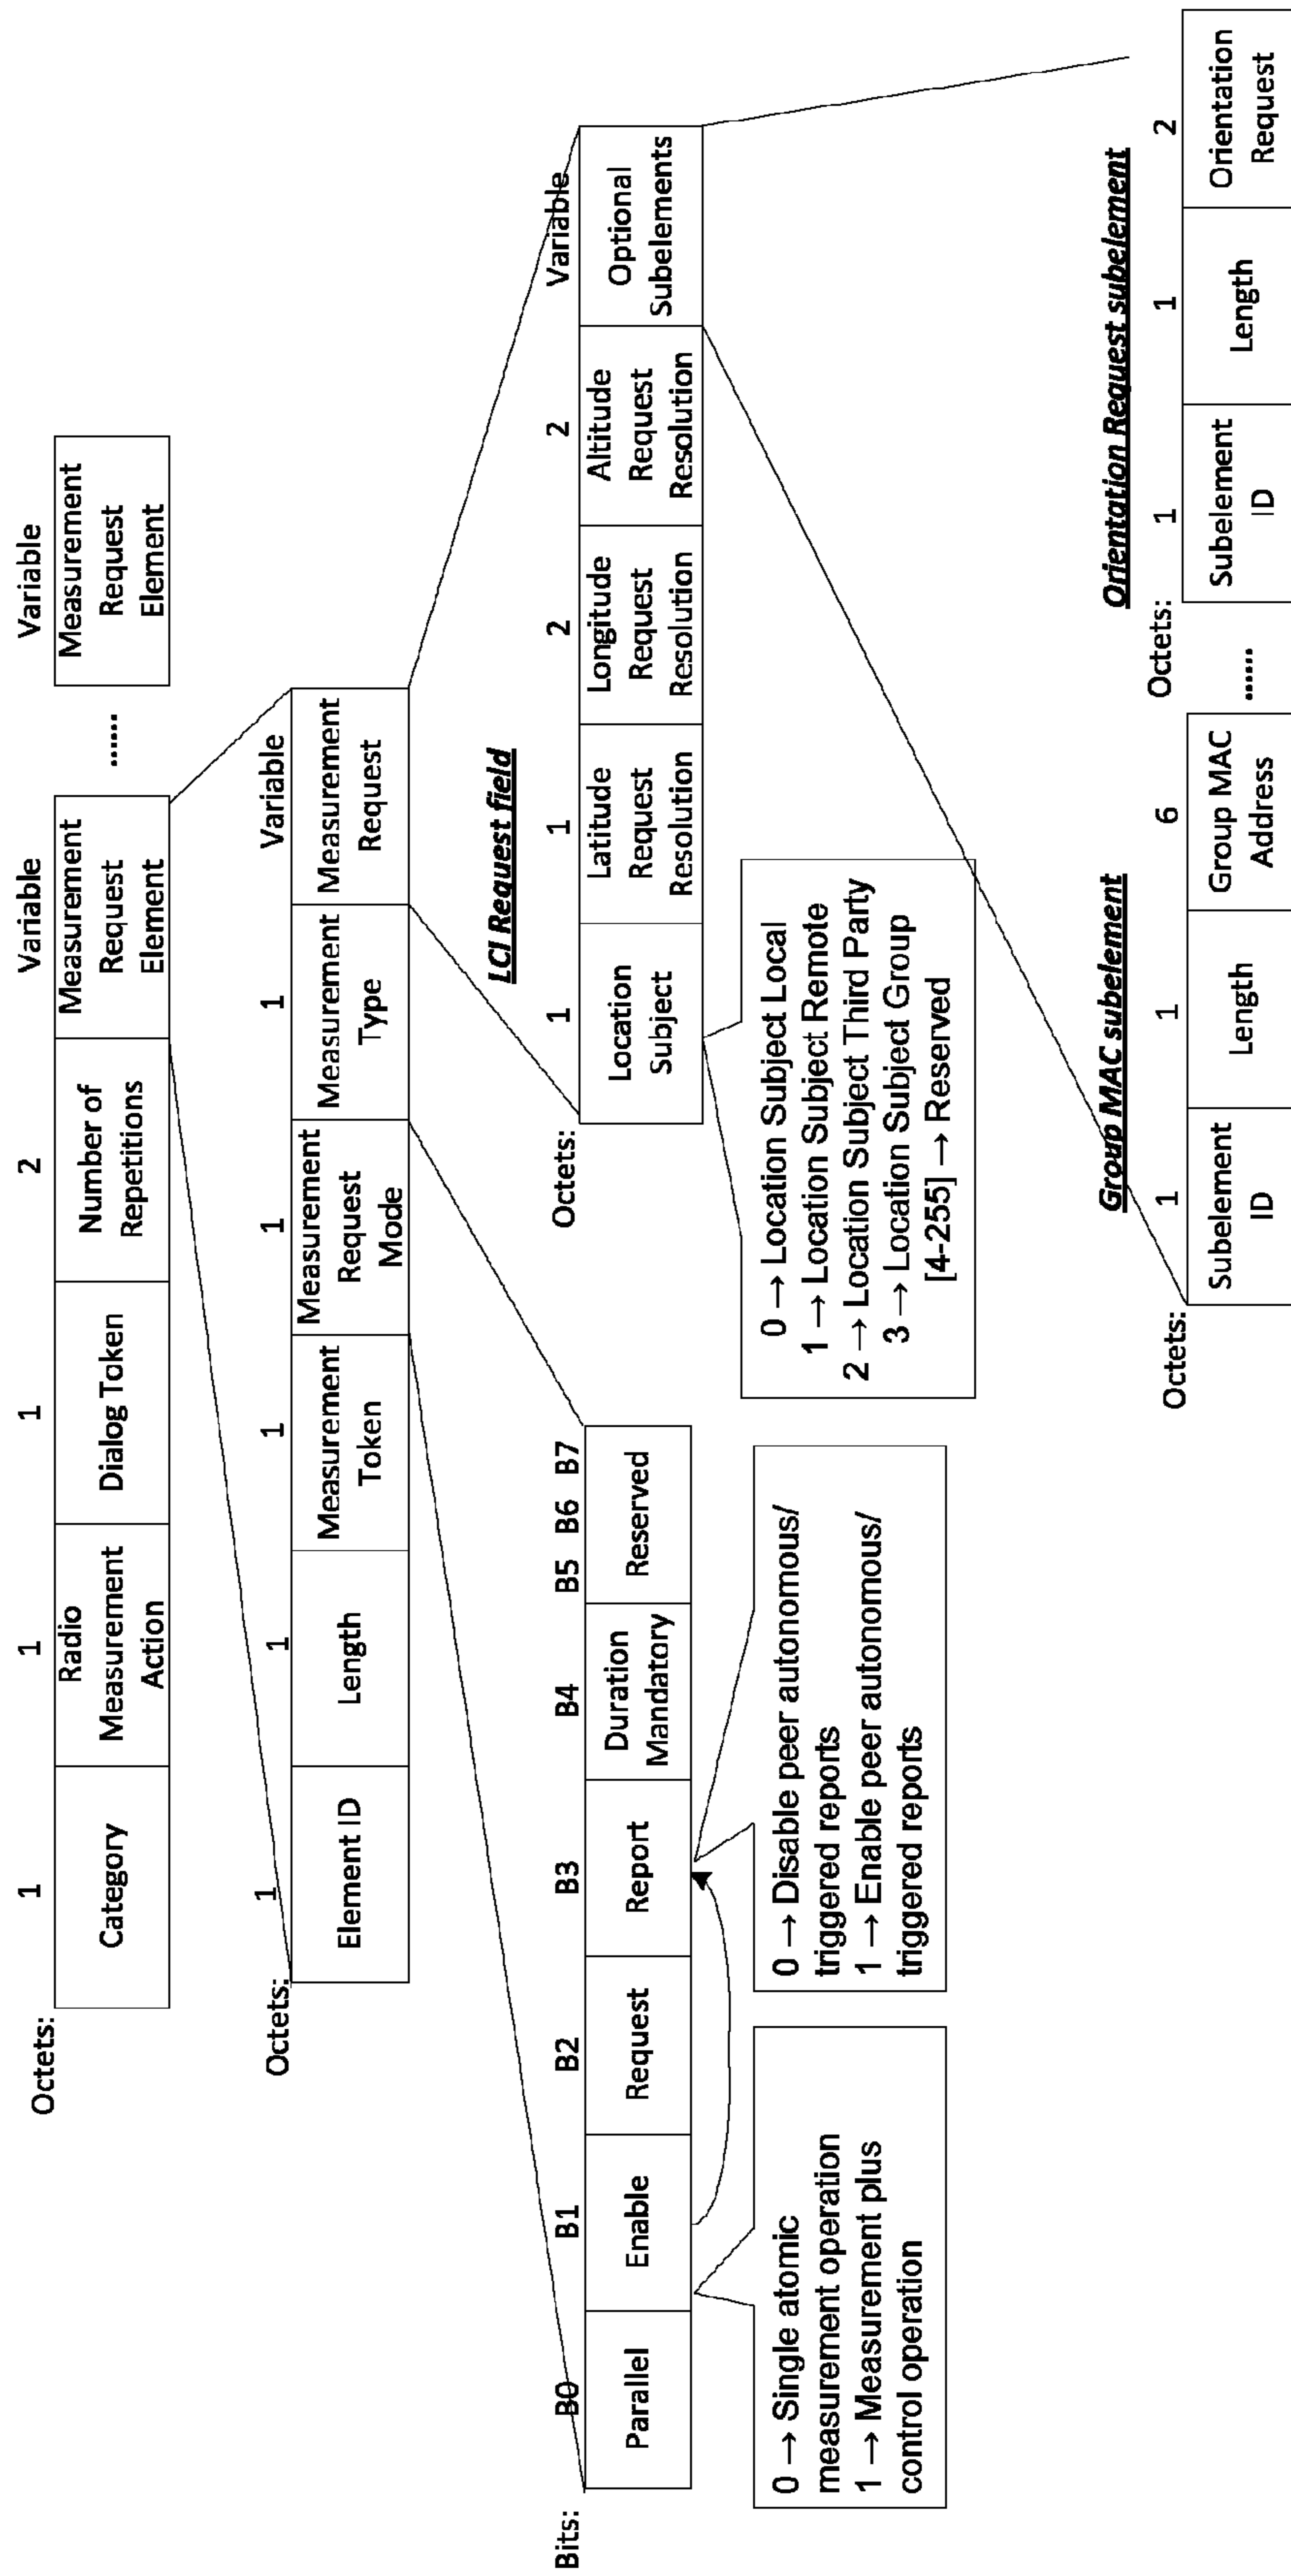 Octets:
1
1
1
2
Variable
Variable
Category
Radio
Measurement
Action
Dialog Token
Number of
Repetitions
Measurement
Request
Element
......
Measurement
Request
Element
Octets:
1
1
1
1
1
Variable
Element ID
Length
Measurement
Token
Measurement
Request
Mode
Measurement
Type
Measurement
Request
LCI Request field
Bits:
B0
B1
B2
B3
B4
B5 B6 B7
Parallel
Enable
Request
Report
Duration
Mandatory
Reserved
Octets:
1
1
2
2
Variable
Location
Subject
Latitude
Request
Resolution
Longitude
Request
Resolution
Altitude
Request
Resolution
Optional
Subelements
0 → Single atomic
measurement operation
1 → Measurement plus
control operation
0 → Disable peer autonomous/
triggered reports
1 → Enable peer autonomous/
triggered reports
0 → Location Subject Local
1 → Location Subject Remote
2 → Location Subject Third Party
3 → Location Subject Group
[4-255] → Reserved
Group MAC subelement
Octets:
1
1
6
Subelement
ID
Length
Group MAC
Address
......
Orientation Request subelement
Octets:
1
1
2
Subelement
ID
Length
Orientation
Request